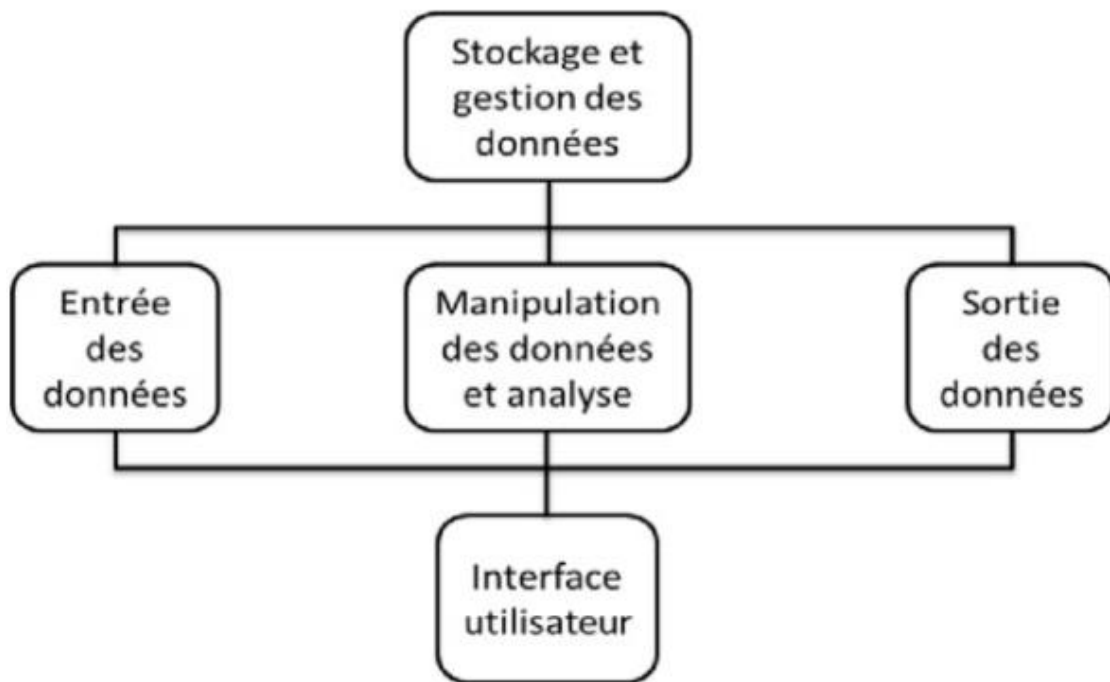 Stockage et
gestion des
données
Entrée
des
données
Manipulation
des données
et analyse
Sortie
des
données
Interface
utilisateur